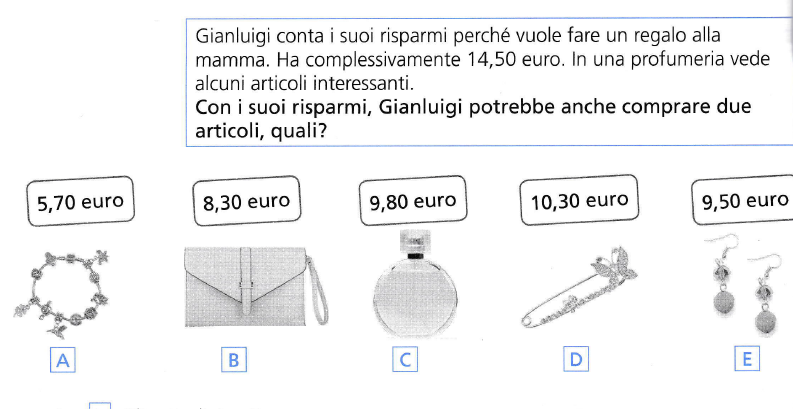 Gianluigi conta i suoi risparmi perché vuole fare un regalo alla
mamma. Ha complessivamente 14,50 euro. In una profumeria vede
alcuni articoli interessanti.
Con i suoi risparmi, Gianluigi potrebbe anche comprare due
articoli, quali?
5,70 euro
8,30 euro
9,80 euro
10,30 euro
9,50 euro
A
B
C
D
E